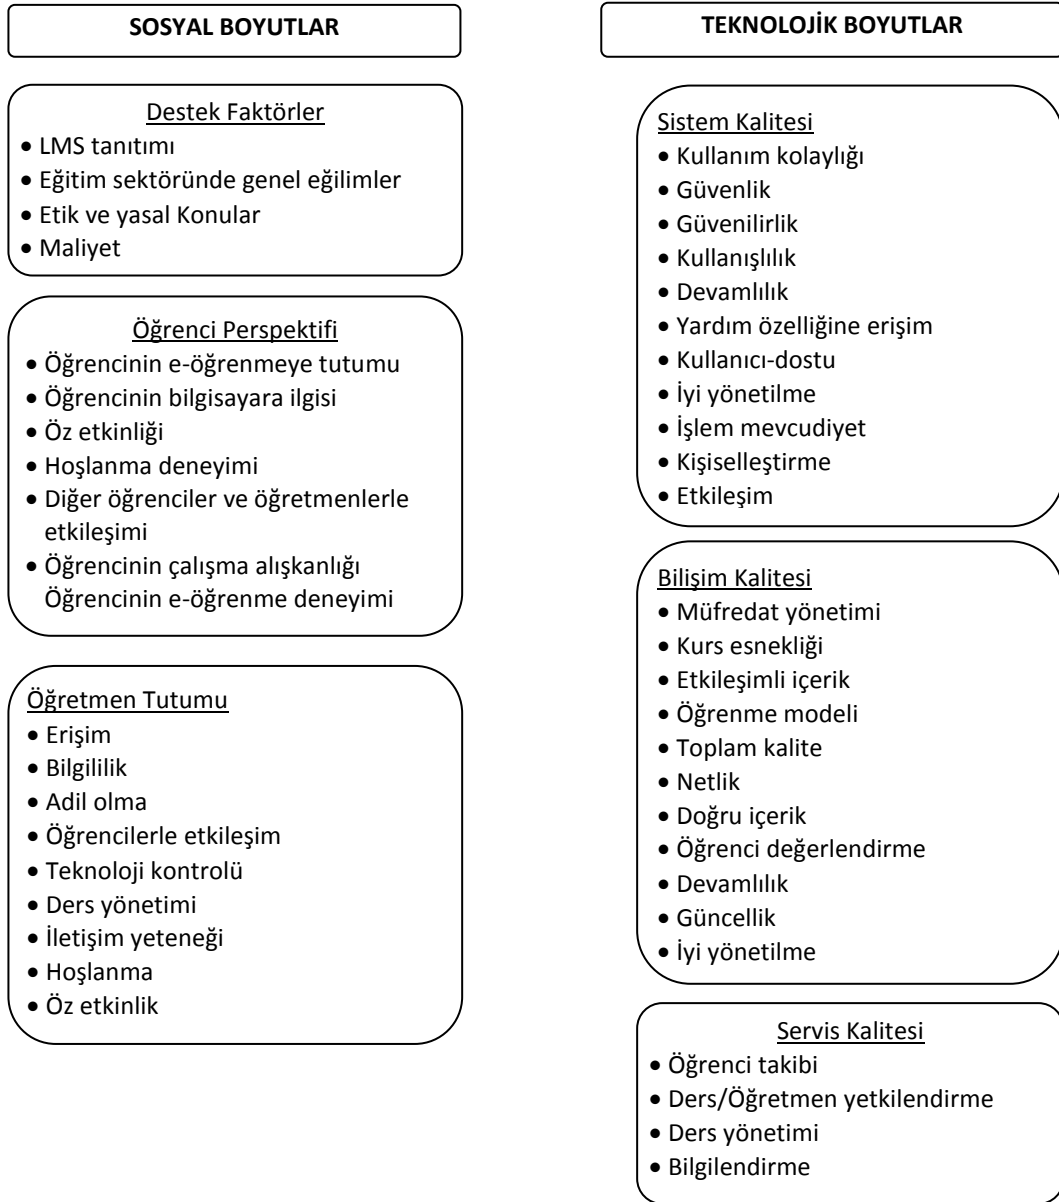 SOSYAL BOYUTLAR
Destek Faktörler
• LMS tanıtımı
• Eğitim sektöründe genel eğilimler
• Etik ve yasal Konular
• Maliyet
Öğrenci Perspektifi
• Öğrencinin e-öğrenmeye tutumu
• Öğrencinin bilgisayara ilgisi
• Öz etkinliği
• Hoşlanma deneyimi
• Diğer öğrenciler ve öğretmenlerle
etkileşimi
• Öğrencinin çalışma alışkanlığı
Öğrencinin e-öğrenme deneyimi
Öğretmen Tutumu
• Erişim
• Bilgililik
• Adil olma
• Öğrencilerle etkileşim
• Teknoloji kontrolü
• Ders yönetimi
• İletişim yeteneği
• Hoşlanma
• Öz etkinlik
TEKNOLOJİK BOYUTLAR
Sistem Kalitesi
• Kullanım kolaylığı
• Güvenlik
• Güvenilirlik
• Kullanışlılık
• Devamlılık
• Yardım özelliğine erişim
• Kullanıcı-dostu
• İyi yönetilme
• İşlem mevcudiyet
• Kişiselleştirme
• Etkileşim
Bilişim Kalitesi
• Müfredat yönetimi
• Kurs esnekliği
• Etkileşimli içerik
• Öğrenme modeli
• Toplam kalite
• Netlik
• Doğru içerik
• Öğrenci değerlendirme
• Devamlılık
• Güncellik
• İyi yönetilme
Servis Kalitesi
• Öğrenci takibi
• Ders/Öğretmen yetkilendirme
• Ders yönetimi
• Bilgilendirme